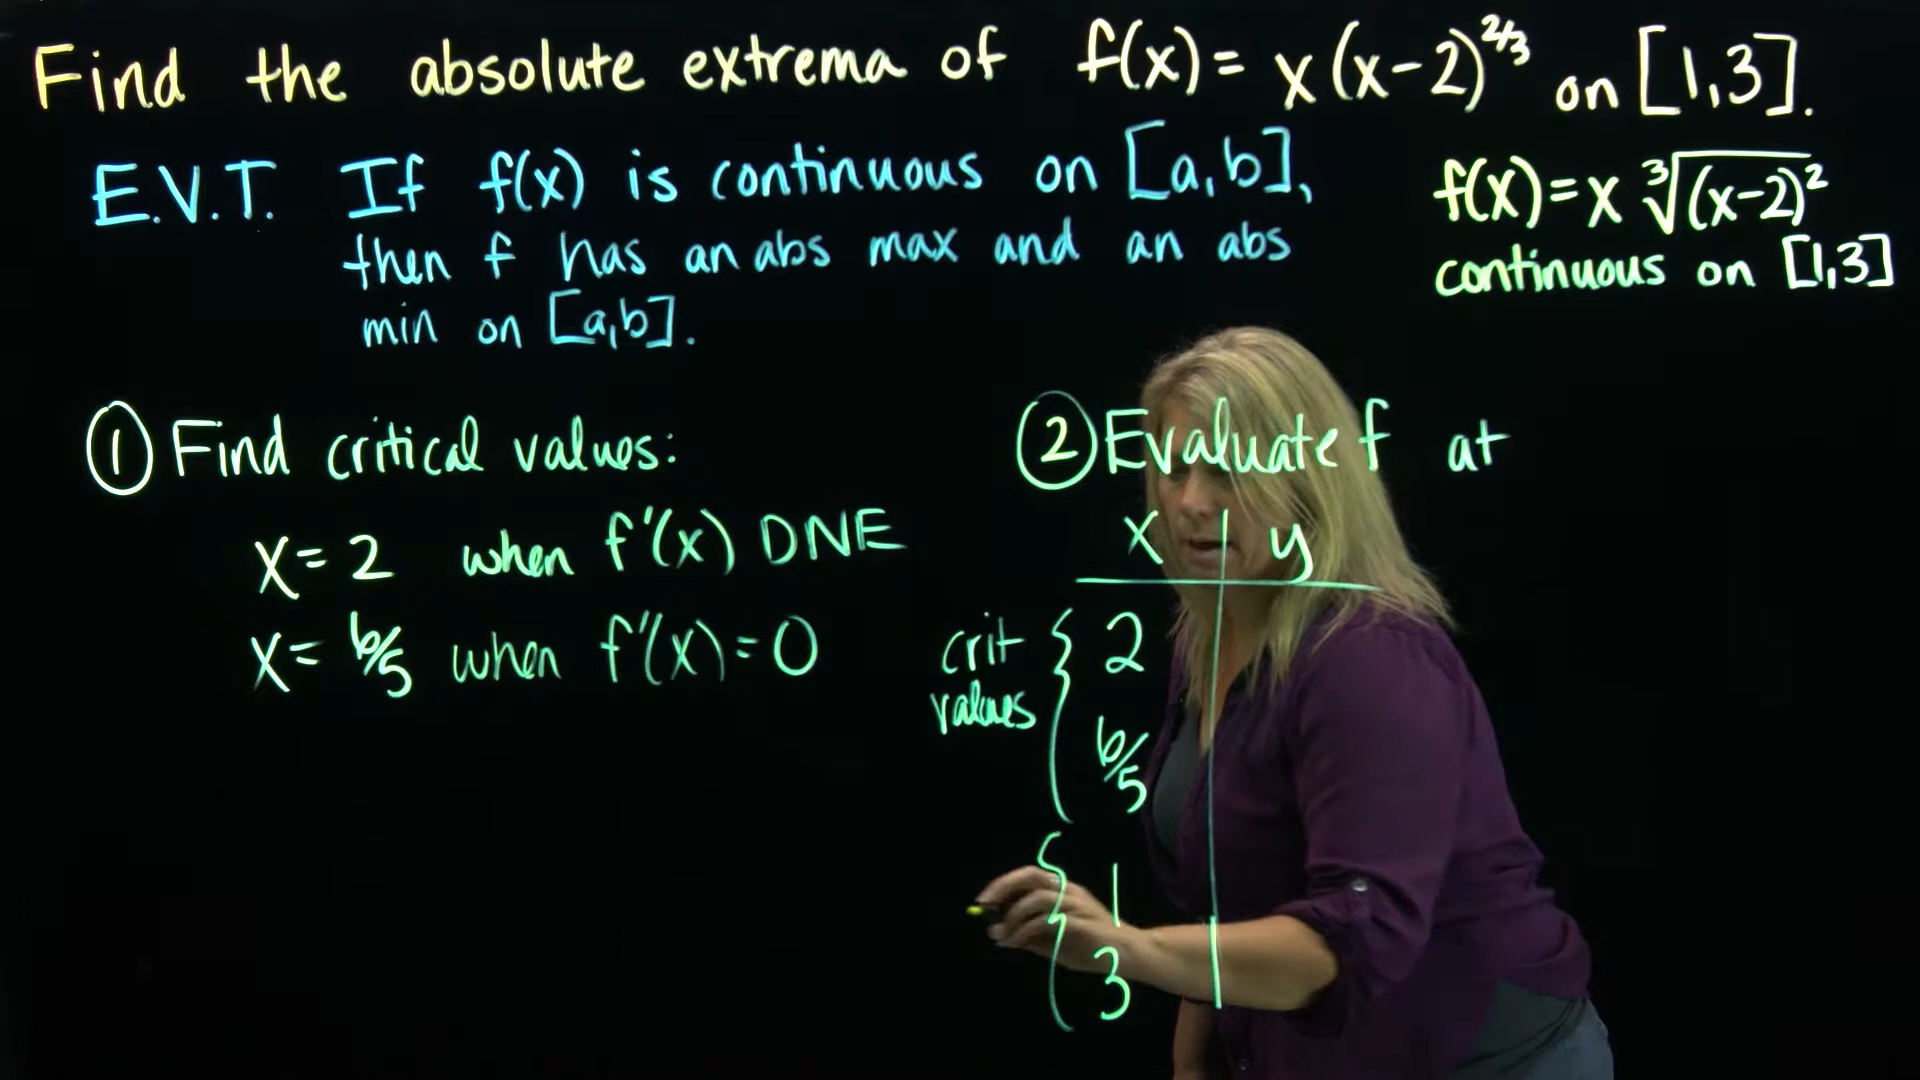 Find the absolute extrema of f(x) = x(x-2)^{2/3} on [1,3].
E.V.T. If f(x) is continuous on [a,b],
then f has an abs max and an abs
min on [a,b].
f(x) = x ∛(x-2)²
continuous on [1,3]
① Find critical values:
x = 2 when f'(x) DNE
x = 6/5 when f'(x) = 0
② Evaluate f at
x | y
crit values { 2
6/5
{ 1
3